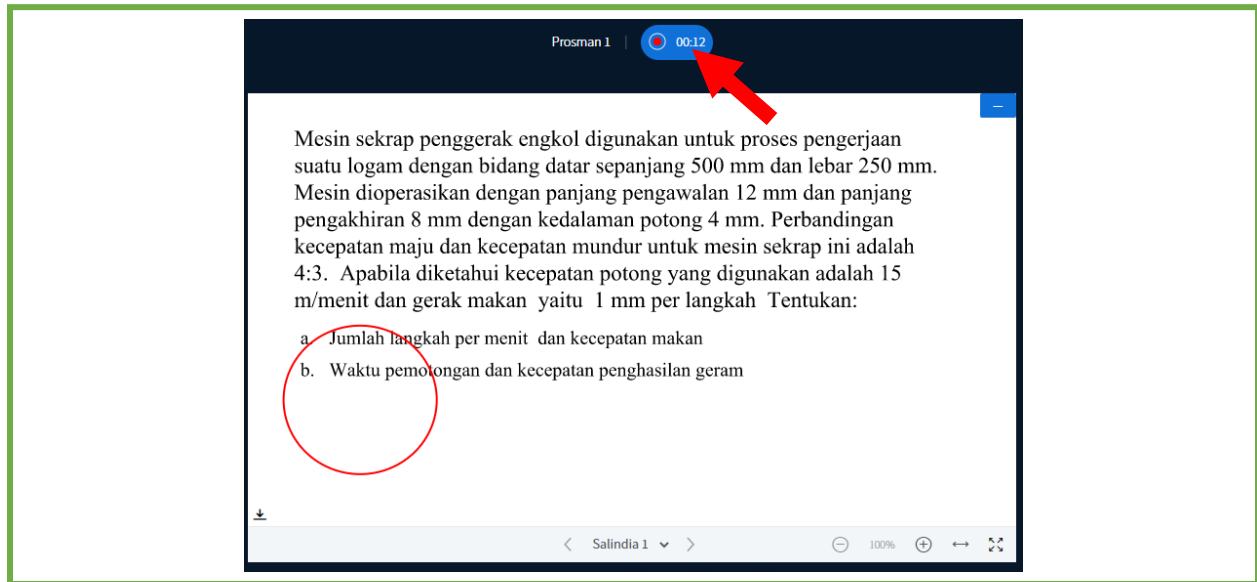 Prosman 1
00:12
Mesin sekrap penggerak engkol digunakan untuk proses pengerjaan
suatu logam dengan bidang datar sepanjang 500 mm dan lebar 250 mm.
Mesin dioperasikan dengan panjang pengawalan 12 mm dan panjang
pengakhiran 8 mm dengan kedalaman potong 4 mm. Perbandingan
kecepatan maju dan kecepatan mundur untuk mesin sekrap ini adalah
4:3. Apabila diketahui kecepatan potong yang digunakan adalah 15
m/menit dan gerak makan yaitu 1 mm per langkah Tentukan:
a. Jumlah langkah per menit dan kecepatan makan
b. Waktu pemotongan dan kecepatan penghasilan geram
Salindia 1
100%